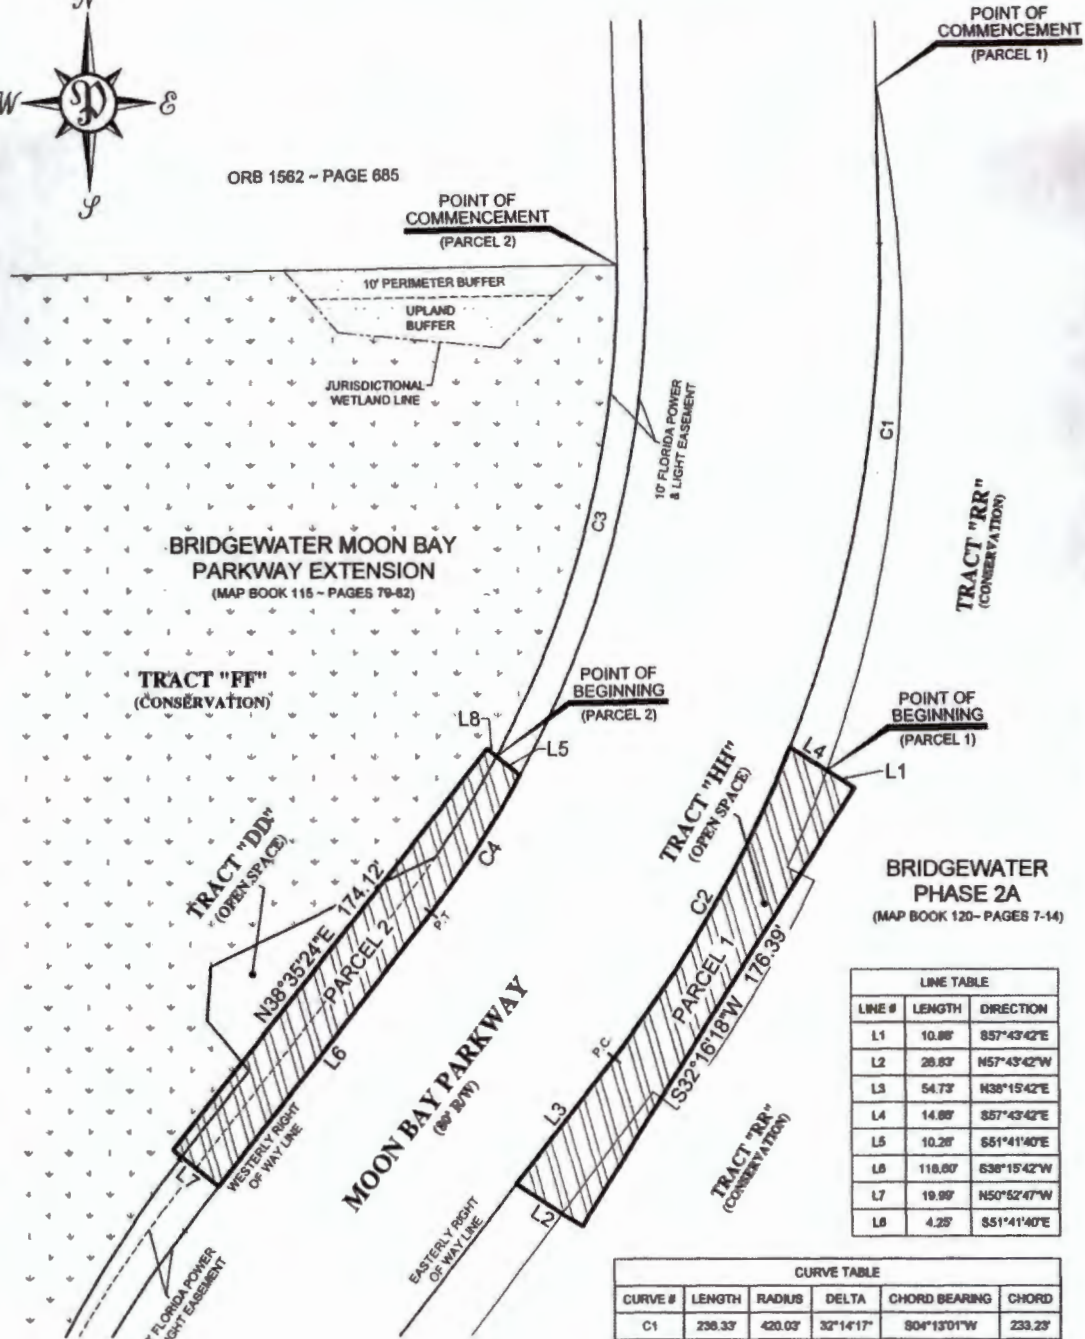 N
W
E
S
ORB 1562 ~ PAGE 685
POINT OF
COMMENCEMENT
(PARCEL 1)
POINT OF
COMMENCEMENT
(PARCEL 2)
10' PERIMETER BUFFER
UPLAND
BUFFER
JURISDICTIONAL
WETLAND LINE
10' FLORIDA POWER
& LIGHT EASEMENT
C1
C3
TRACT "RR"
(CONSERVATION)
BRIDGEWATER MOON BAY
PARKWAY EXTENSION
(MAP BOOK 115 ~ PAGES 79-82)
TRACT "FF"
(CONSERVATION)
POINT OF
BEGINNING
(PARCEL 2)
L8
L5
POINT OF
BEGINNING
(PARCEL 1)
L4
L1
TRACT "HH"
(OPEN SPACE)
TRACT "DD"
(OPEN SPACE)
N38°35'24"E 174.12'
PARCEL 2
C4
P.T
L6
C2
PARCEL 1
S32°16'18"W 176.39'
BRIDGEWATER
PHASE 2A
(MAP BOOK 120~ PAGES 7-14)
P.C.
L3
MOON BAY PARKWAY
(80' R/W)
L7
WESTERLY RIGHT
OF WAY LINE
L2
EASTERLY RIGHT
OF WAY LINE
TRACT "RR"
(CONSERVATION)
FLORIDA POWER
EASEMENT
LINE TABLE
LINE # LENGTH DIRECTION
L1 10.88' S57°43'42"E
L2 26.83' N57°43'42"W
L3 54.73' N38°15'42"E
L4 14.88' S57°43'42"E
L5 10.26' S51°41'40"E
L6 S38°15'42"W
L7 19.99' N50°52'47"W
L8 4.25' S51°41'40"E
CURVE TABLE
CURVE # LENGTH RADIUS DELTA CHORD BEARING CHORD
C1 420.03' 32°14'17" S04°13'01"W 233.23'